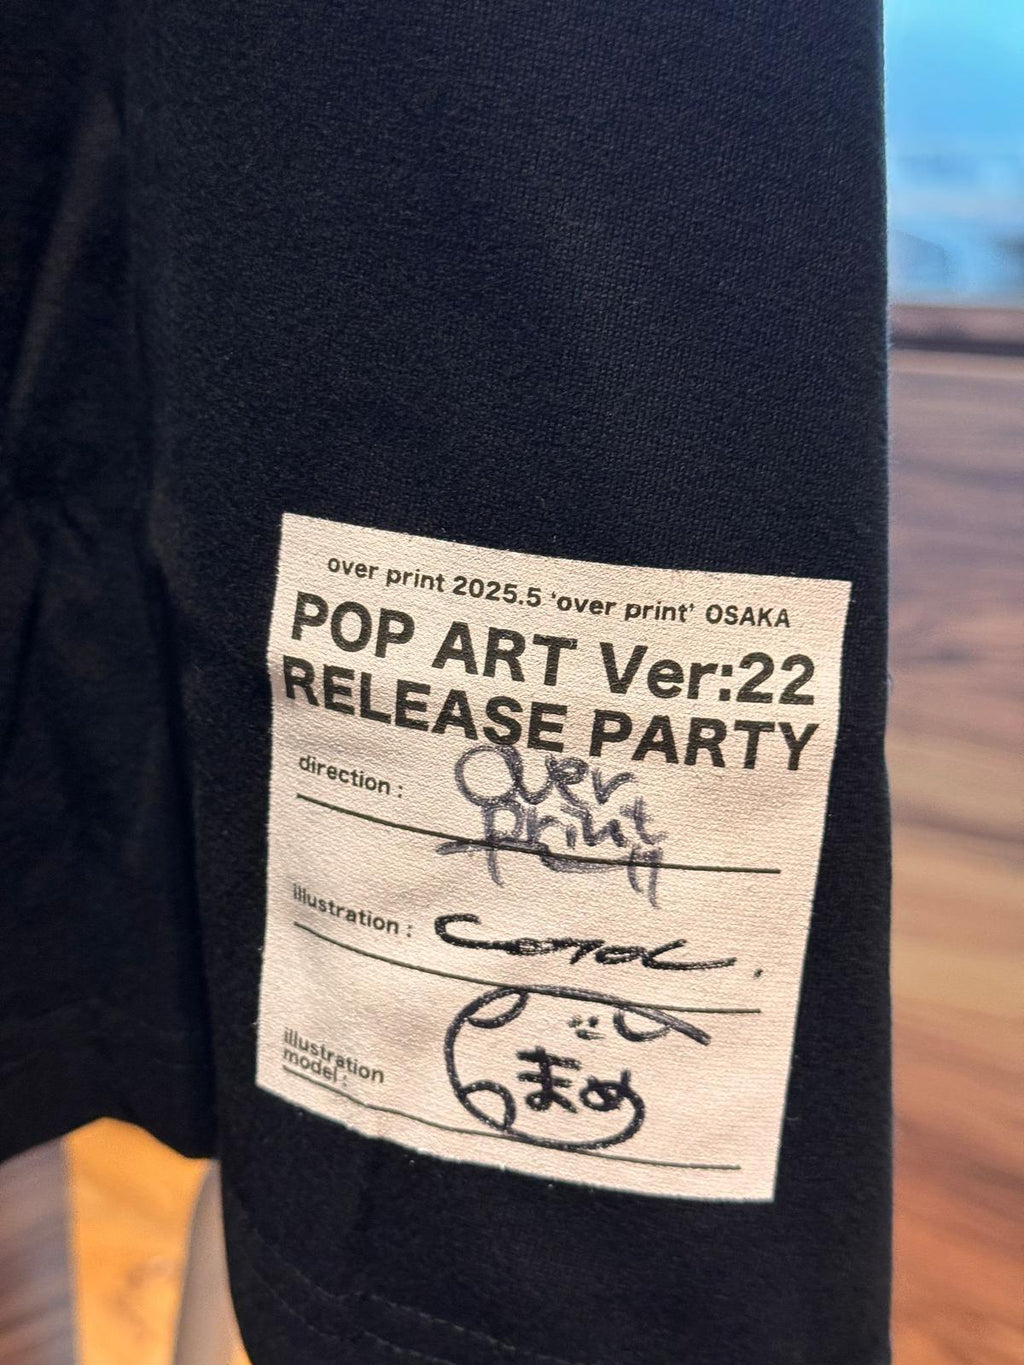 over print 2025.5 ‘over print’ OSAKA
POP ART Ver:22
RELEASE PARTY
direction :
over
print
illustration :
illustration
model :
まめ